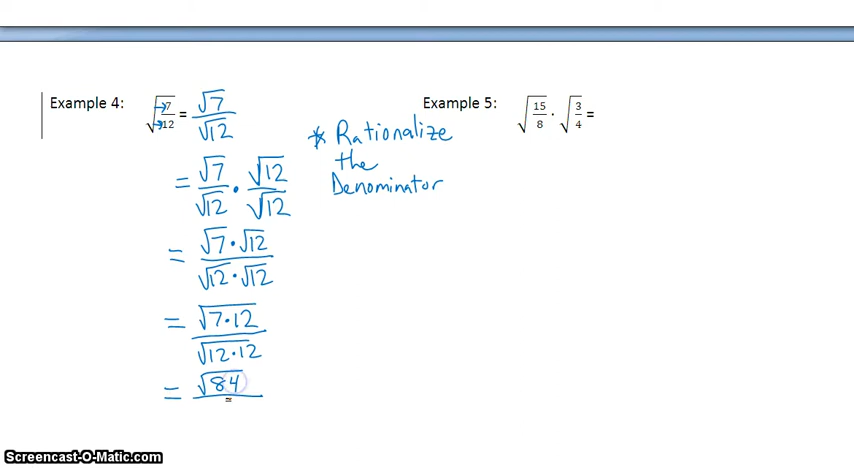 Example 4: √(7/12) = √7/√12
Example 5: √(15/8) · √(3/4) =
* Rationalize
the
Denominator
= √7/√12 · √12/√12
= √7 · √12 / √12 · √12
= √7·12 / √12·12
= √84
Screencast-O-Matic.com